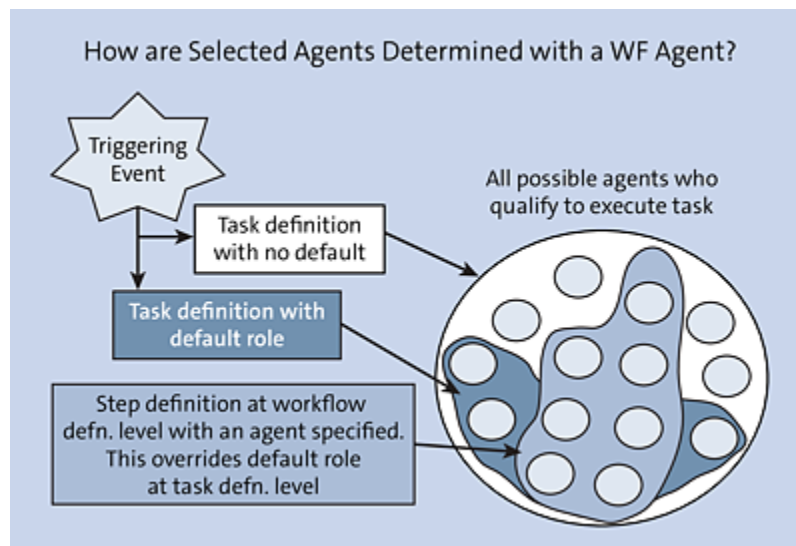 How are Selected Agents Determined with a WF Agent?
Triggering
Event
All possible agents who
qualify to execute task
Task definition
with no default
Task definition with
default role
Step definition at workflow
defn. level with an agent specified.
This overrides default role
at task defn. level